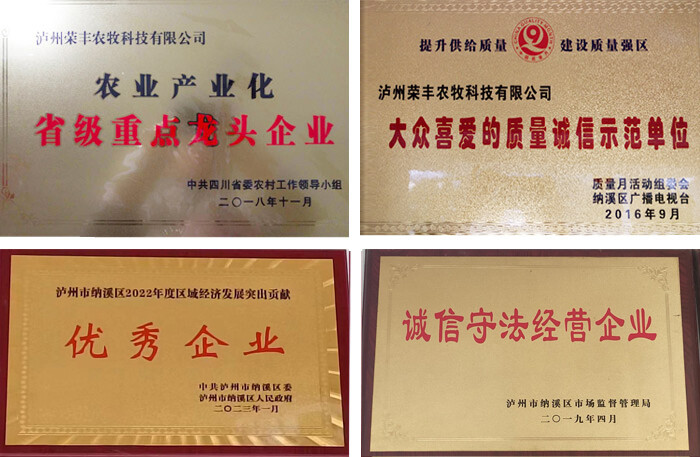 泸州荣丰农牧科技有限公司
农业产业化
省级重点龙头企业
中共四川省委农村工作领导小组
二〇一八年十一月
提升供给质量 建设质量强区
泸州荣丰农牧科技有限公司
大众喜爱的质量诚信示范单位
质量月活动组委会
纳溪区广播电视台
2016年9月
泸州市纳溪区2022年度区域经济发展突出贡献
优秀企业
中共泸州市纳溪区委
泸州市纳溪区人民政府
二〇二三年一月
诚信守法经营企业
泸州市纳溪区市场监督管理局
二〇一九年四月